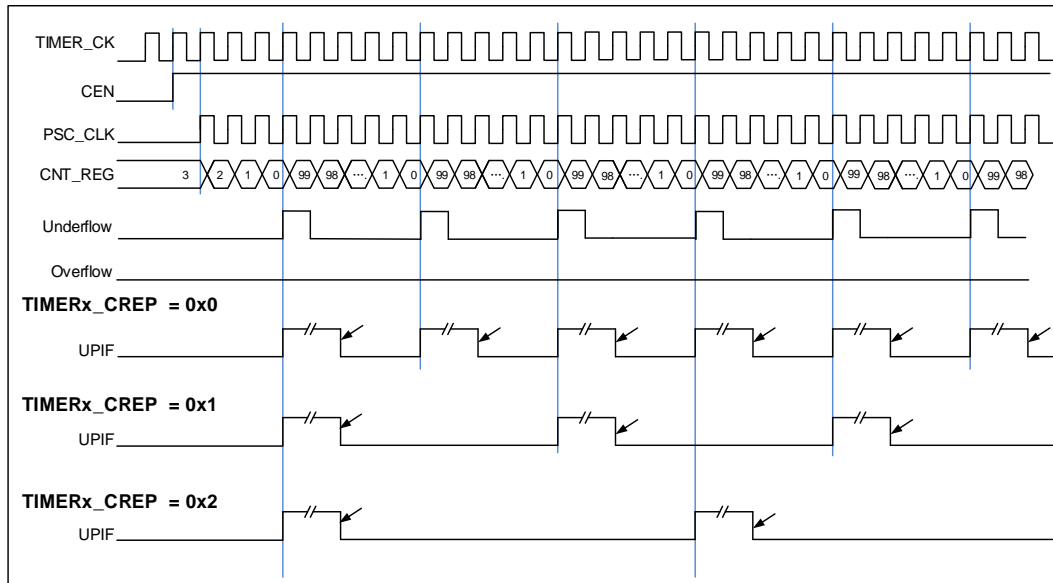 TIMER_CK
CEN
PSC_CLK
CNT_REG 3 2 1 0 99 98 .... 1 0 99 98 .... 1 0 99 98 .... 1 0 99 98 .... 1 0 99 98 .... 1 0 99 98
Underflow
Overflow
TIMERx_CREP = 0x0
UPIF
TIMERx_CREP = 0x1
UPIF
TIMERx_CREP = 0x2
UPIF